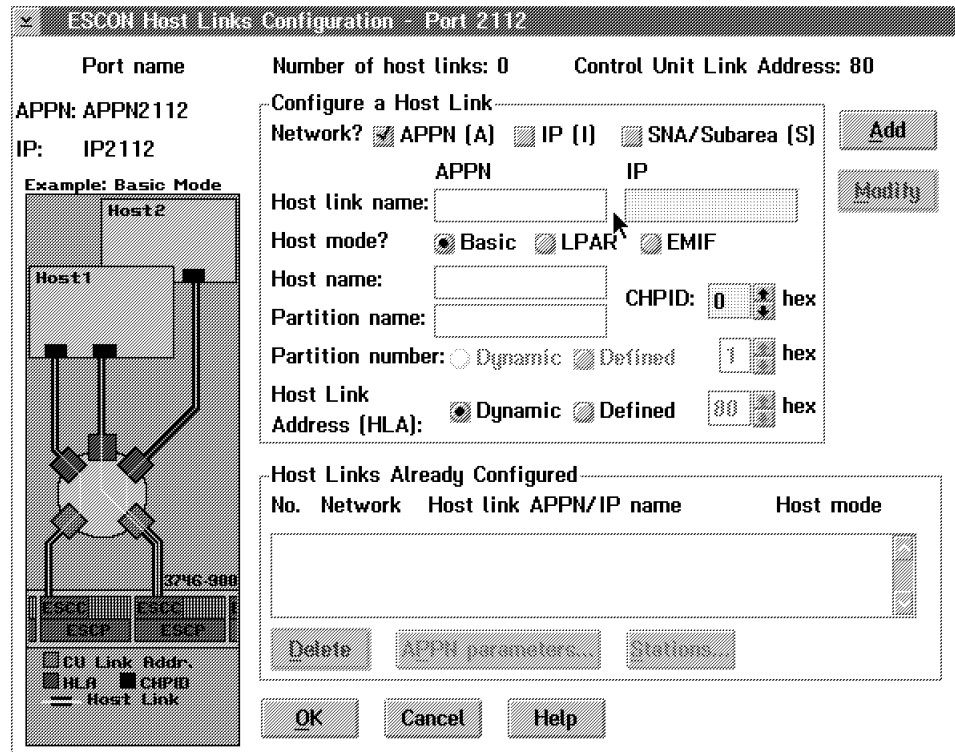 ESCON Host Links Configuration - Port 2112
Port name
Number of host links: 0
Control Unit Link Address: 80
APPN: APPN2112
IP: IP2112
Example: Basic Mode
Host2
Host1
3746-900
ESCC ESCC
ESCP ESCP
CU Link Addr.
HLA CHPID
Host Link
Configure a Host Link
Network? APPN (A) IP (I) SNA/Subarea (S)
APPN IP
Host link name:
Host mode? Basic LPAR EMIF
Host name:
CHPID: 0 hex
Partition name:
Partition number: Dynamic Defined 1 hex
Host Link
Address (HLA): Dynamic Defined 80 hex
Add
Modify
Host Links Already Configured
No. Network Host link APPN/IP name Host mode
Delete APPN parameters... Stations...
OK Cancel Help